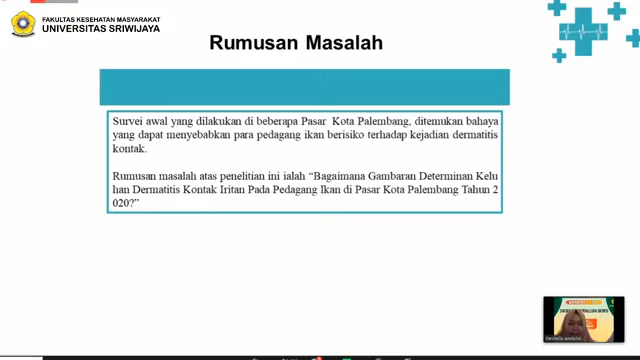 FAKULTAS KESEHATAN MASYARAKAT
UNIVERSITAS SRIWIJAYA
Rumusan Masalah
Survei awal yang dilakukan di beberapa Pasar Kota Palembang, ditemukan bahaya
yang dapat menyebabkan para pedagang ikan berisiko terhadap kejadian dermatitis
kontak.
Rumusan masalah atas penelitian ini ialah “Bagaimana Gambaran Determinan Kelu
han Dermatitis Kontak Iritan Pada Pedagang Ikan di Pasar Kota Palembang Tahun 2
020?”